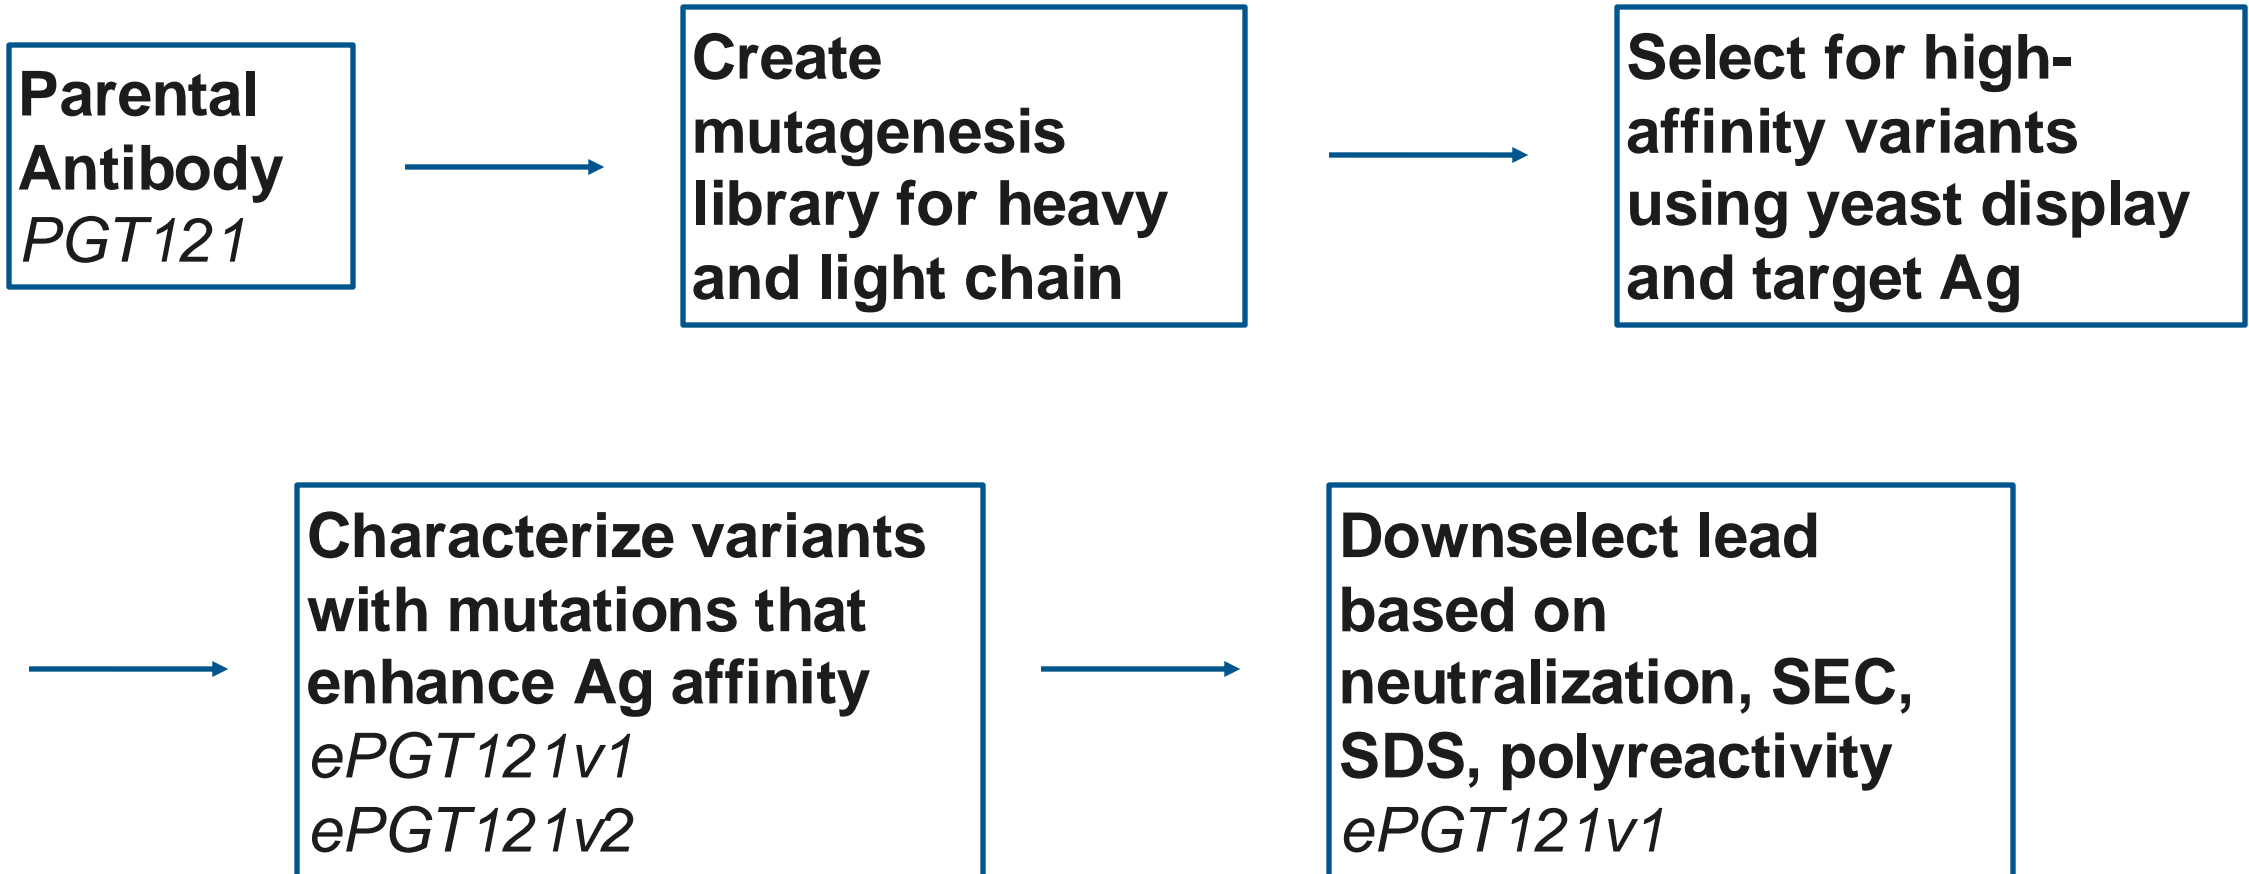 Parental
Antibody
PGT121
Create
mutagenesis
library for heavy
and light chain
Select for high-
affinity variants
using yeast display
and target Ag
Characterize variants
with mutations that
enhance Ag affinity
ePGT121v1
ePGT121v2
Downselect lead
based on
neutralization, SEC,
SDS, polyreactivity
ePGT121v1